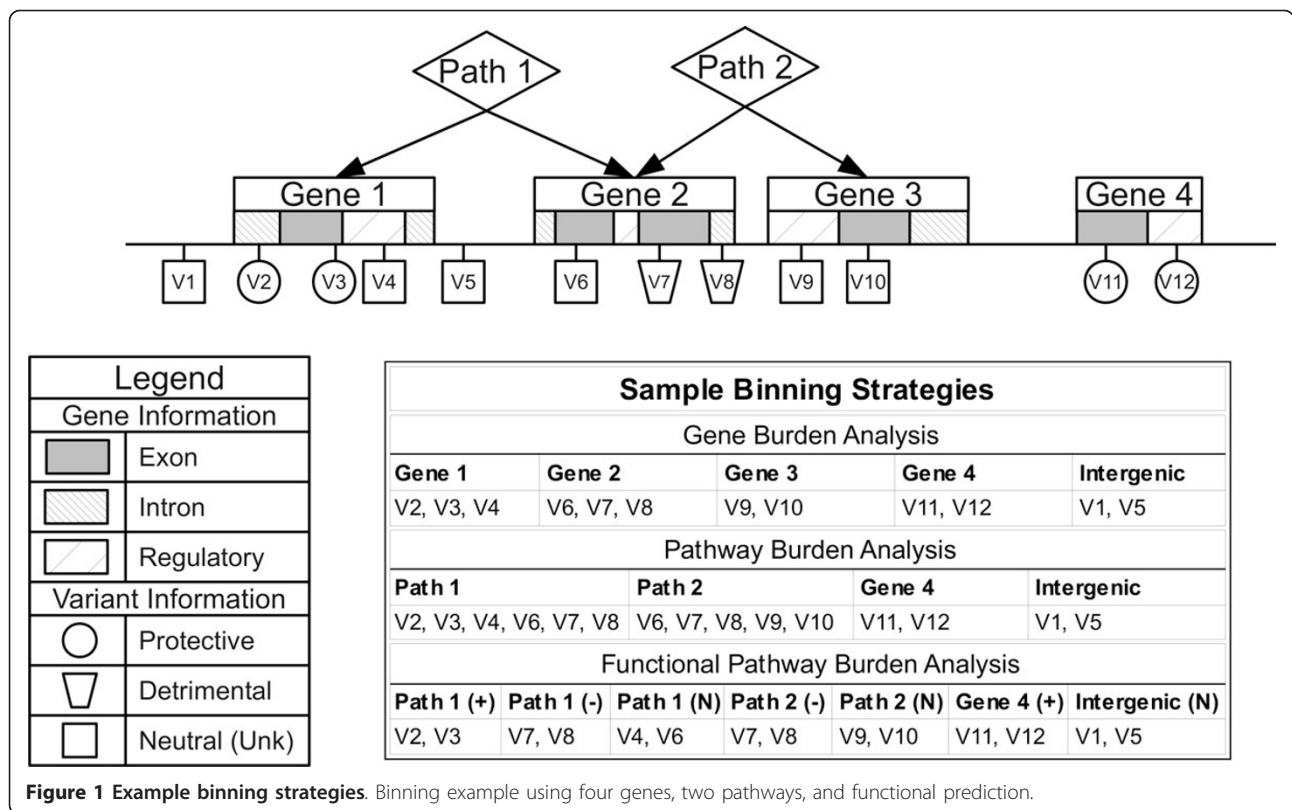 Path 1
Path 2
Gene 1
Gene 2
Gene 3
Gene 4
V1
V2
V3
V4
V5
V6
V7
V8
V9
V10
V11
V12
Legend
Gene Information
Exon
Intron
Regulatory
Variant Information
Protective
Detrimental
Neutral (Unk)
Sample Binning Strategies
Gene Burden Analysis
Gene 1 Gene 2 Gene 3 Gene 4 Intergenic
V2, V3, V4 V6, V7, V8 V9, V10 V11, V12 V1, V5
Pathway Burden Analysis
Path 1 Path 2 Gene 4 Intergenic
V2, V3, V4, V6, V7, V8 V6, V7, V8, V9, V10 V11, V12 V1, V5
Functional Pathway Burden Analysis
Path 1 (+) Path 1 (-) Path 1 (N) Path 2 (-) Path 2 (N) Gene 4 (+) Intergenic (N)
V2, V3 V7, V8 V4, V6 V7, V8 V9, V10 V11, V12 V1, V5
Figure 1 Example binning strategies. Binning example using four genes, two pathways, and functional prediction.